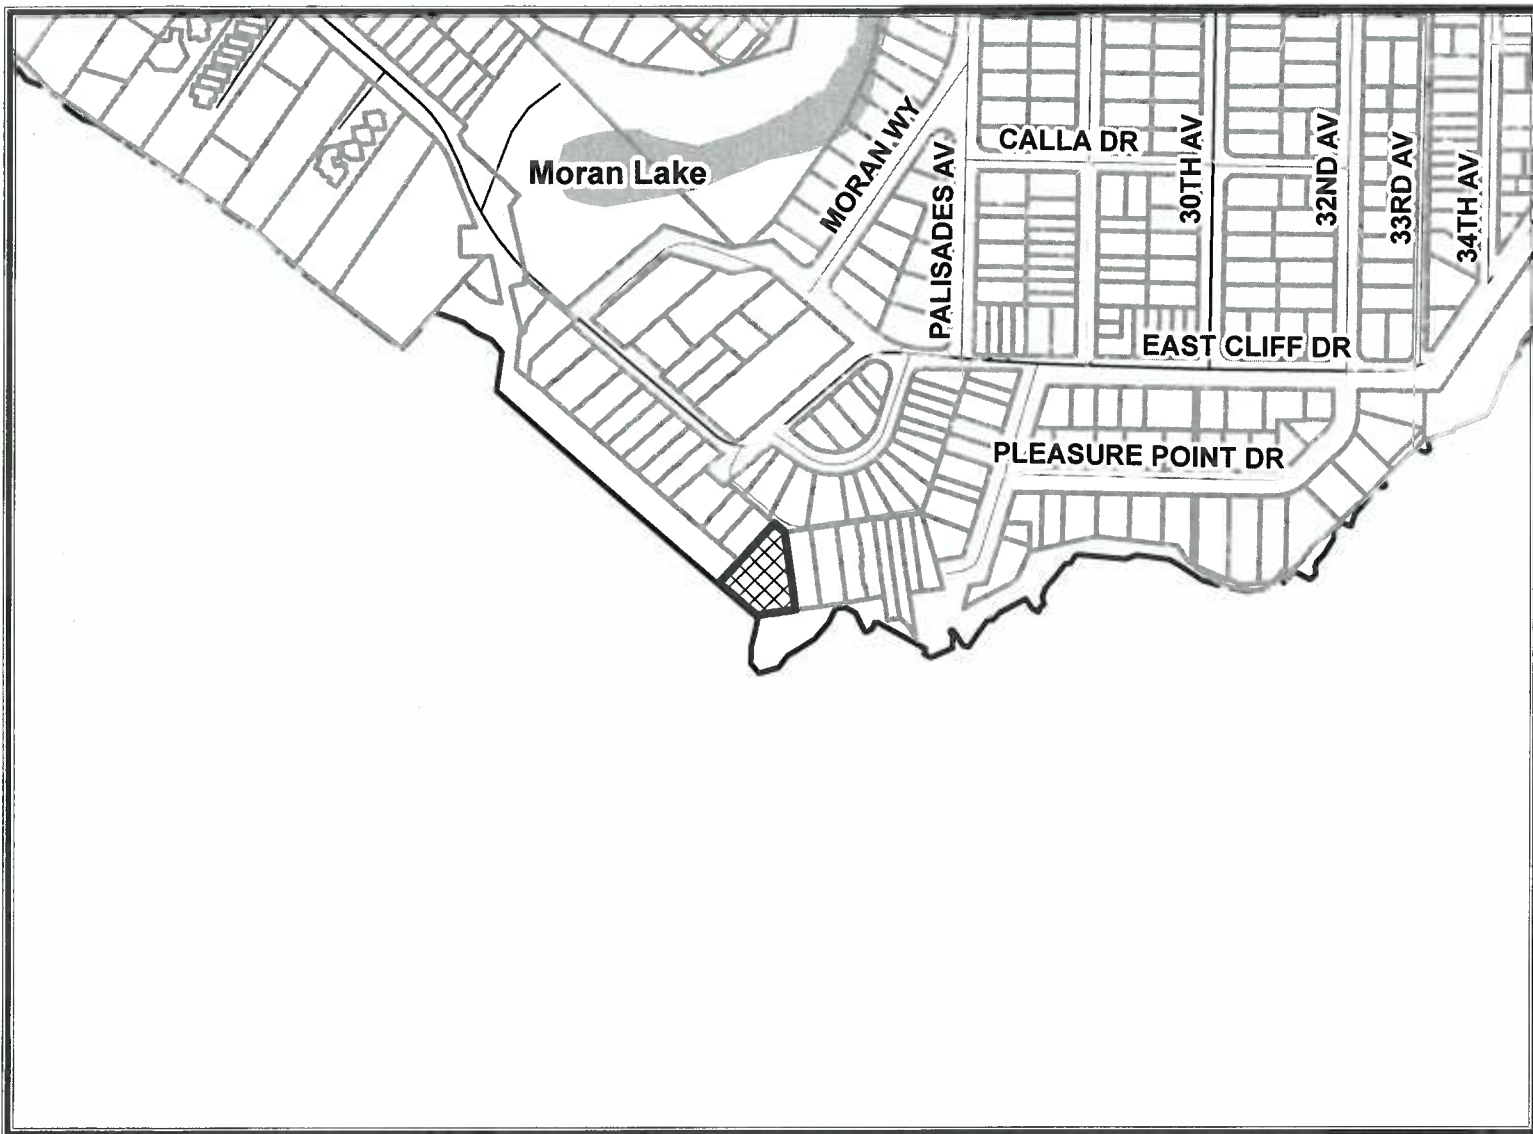 CALLA DR
Moran Lake
MORAN WY
PALISADES AV
30TH AV
32ND AV
33RD AV
34TH AV
EAST CLIFF DR
PLEASURE POINT DR